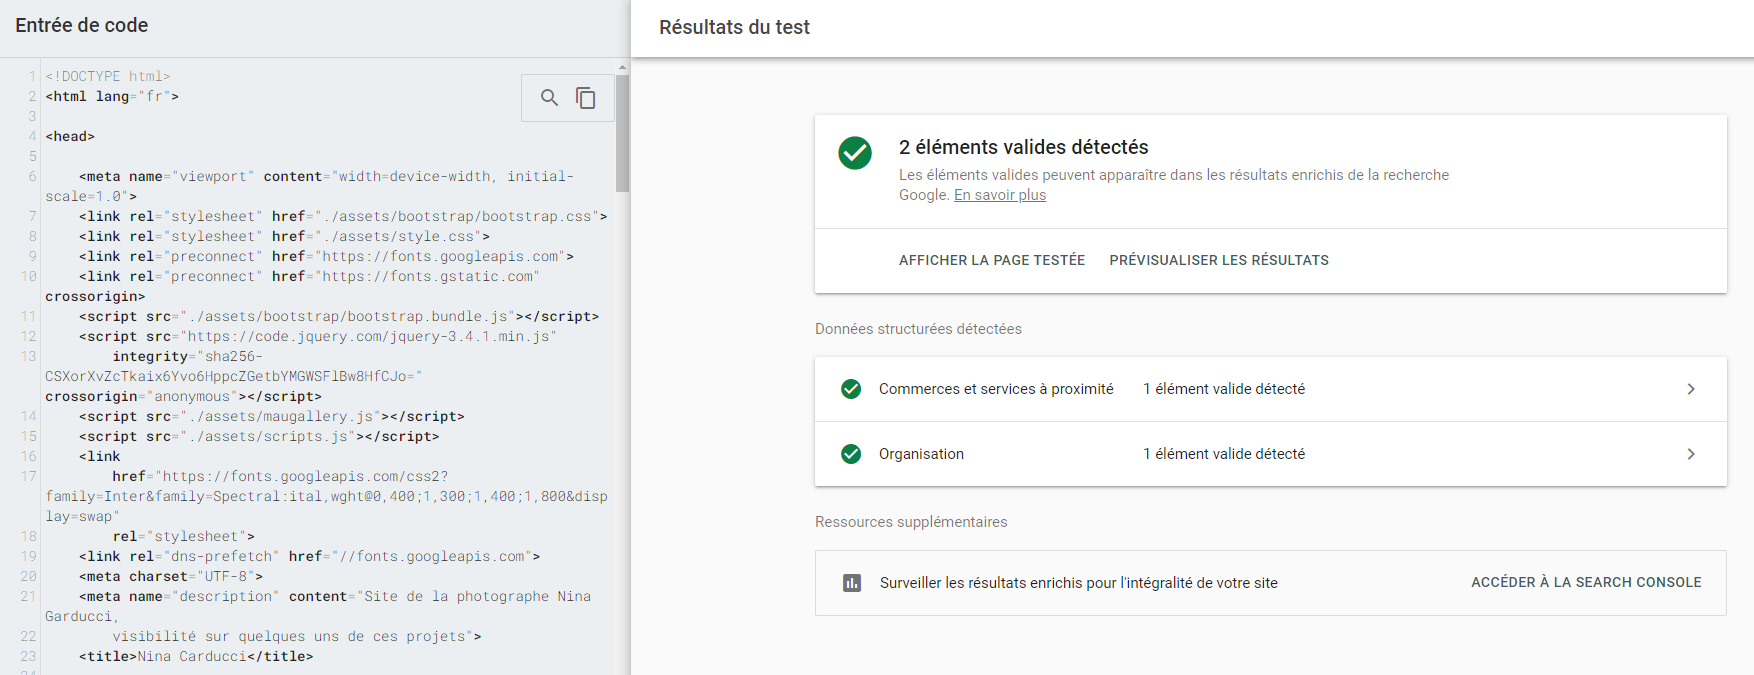 Entrée de code
1 <!DOCTYPE html>
2 <html lang="fr">
3
4 <head>
5
6 <meta name="viewport" content="width=device-width, initial-
scale=1.0">
7 <link rel="stylesheet" href="./assets/bootstrap/bootstrap.css">
8 <link rel="stylesheet" href="./assets/style.css">
9 <link rel="preconnect" href="https://fonts.googleapis.com">
10 <link rel="preconnect" href="https://fonts.gstatic.com"
crossorigin>
11 <script src="./assets/bootstrap/bootstrap.bundle.js"></script>
12 <script src="https://code.jquery.com/jquery-3.4.1.min.js"
13 integrity="sha256-
CSXorXvZcTkaix6Yvo6HppcZGetbYMGWSFlBw8HfCJo="
crossorigin="anonymous"></script>
14 <script src="./assets/maugallery.js"></script>
15 <script src="./assets/scripts.js"></script>
16 <link
17 href="https://fonts.googleapis.com/css2?
family=Inter&family=Spectral:ital,wght@0,400;1,300;1,400;1,800&disp
lay=swap"
18 rel="stylesheet">
19 <link rel="dns-prefetch" href="//fonts.googleapis.com">
20 <meta charset="UTF-8">
21 <meta name="description" content="Site de la photographe Nina
Garducci,
22 visibilité sur quelques uns de ces projets">
23 <title>Nina Carducci</title>
Résultats du test
2 éléments valides détectés
Les éléments valides peuvent apparaître dans les résultats enrichis de la recherche
Google. En savoir plus
AFFICHER LA PAGE TESTÉE PRÉVISUALISER LES RÉSULTATS
Données structurées détectées
Commerces et services à proximité 1 élément valide détecté
Organisation 1 élément valide détecté
Ressources supplémentaires
Surveiller les résultats enrichis pour l'intégralité de votre site ACCÉDER À LA SEARCH CONSOLE